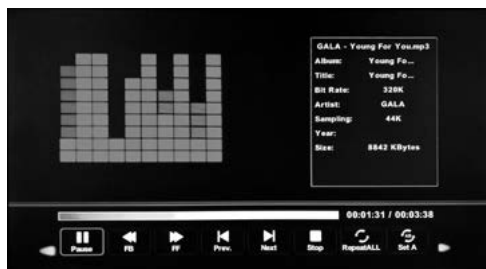 GALA - Young For You.mp3
Album: Young Fo...
Title: Young Fo...
Bit Rate: 320K
Artist: GALA
Sampling: 44K
Year:
Size: 8842 KBytes
00:01:31 / 00:03:38
Pause FB FF Prev. Next Stop RepeatALL Set A